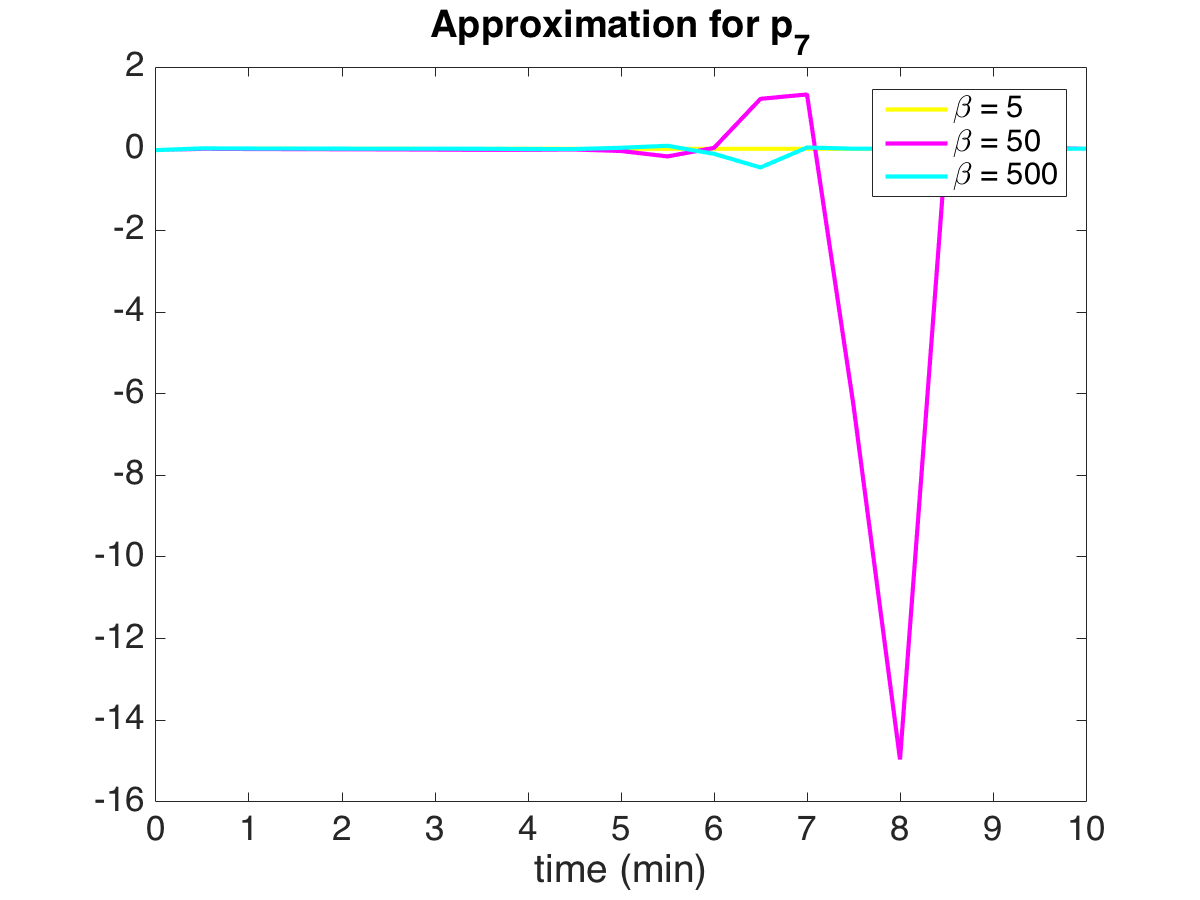 Approximation for p₇
2
0
-2
-4
-6
-8
-10
-12
-14
-16
β = 5
β = 50
β = 500
0 1 2 3 4 5 6 7 8 9 10
time (min)